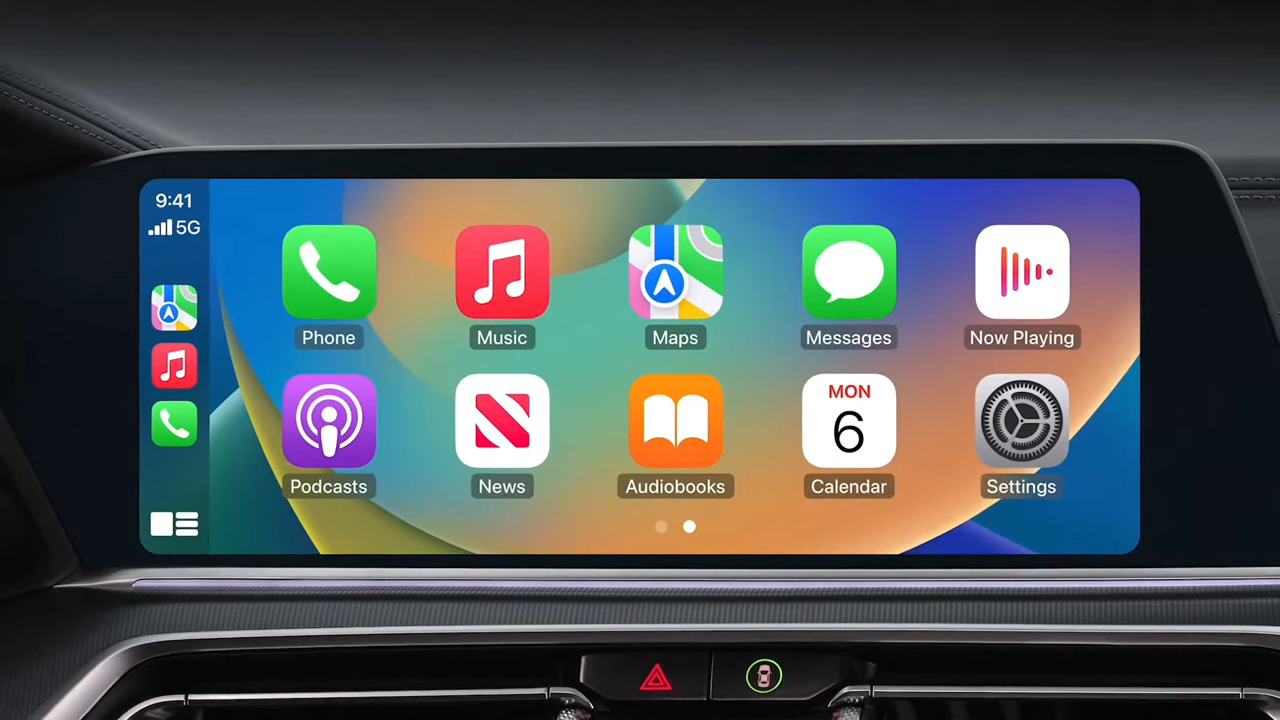 9:41
5G
Phone
Music
Maps
Messages
Now Playing
Podcasts
News
Audiobooks
MON
6
Calendar
Settings